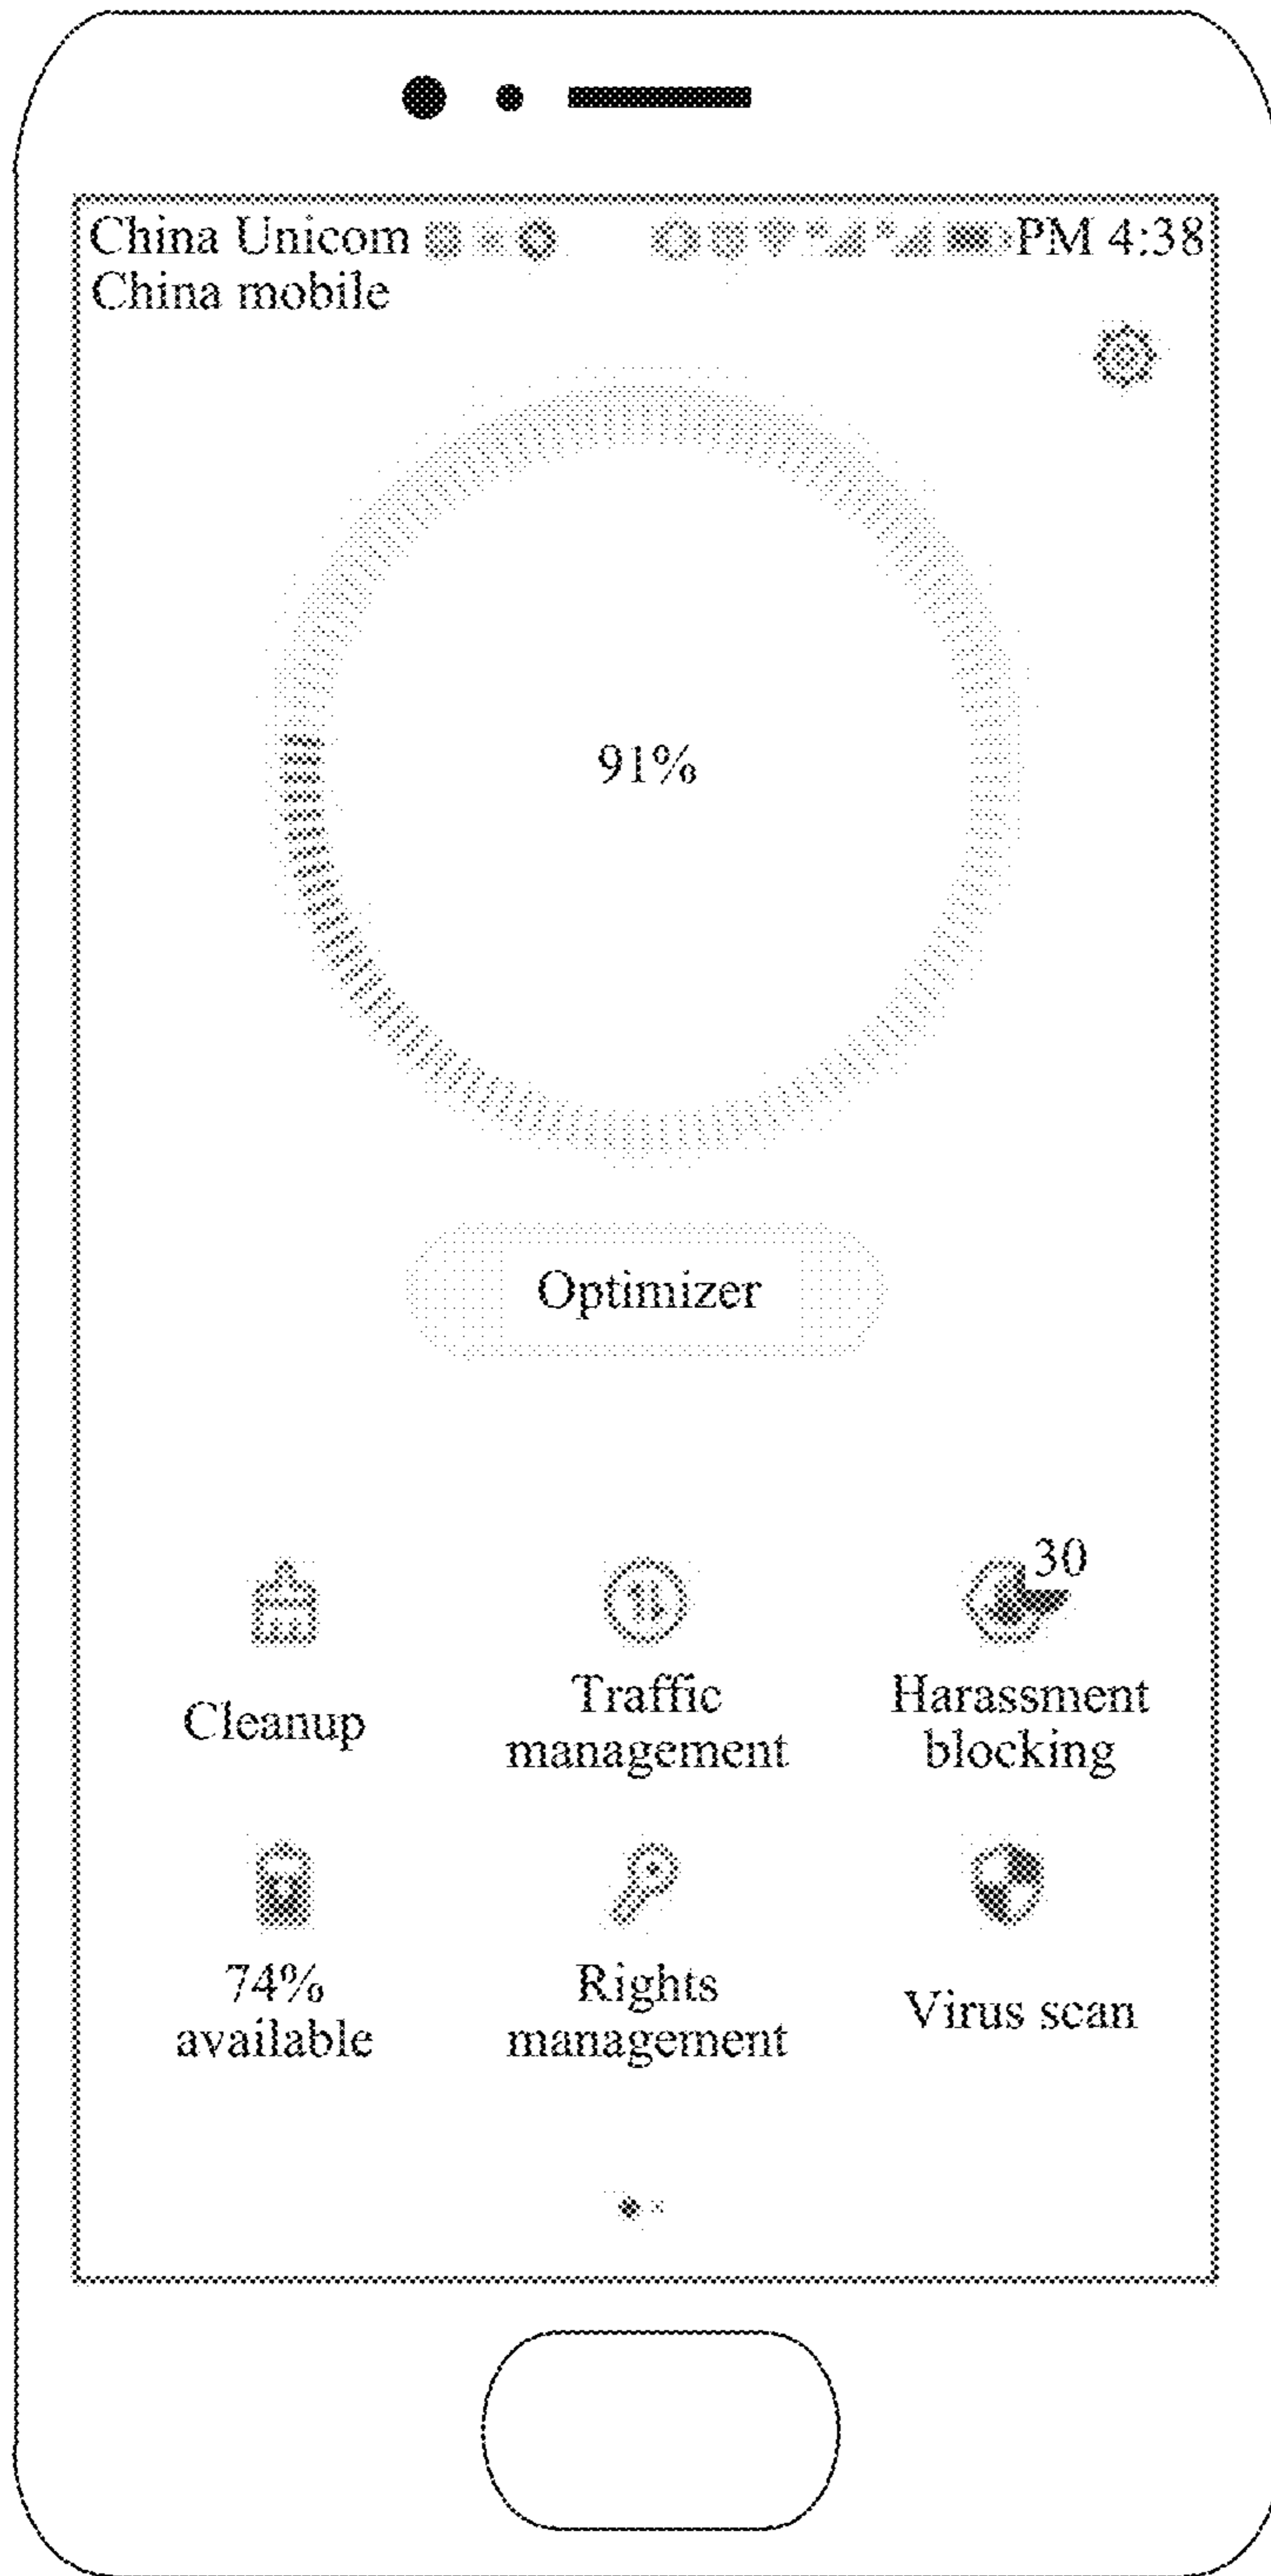 China Unicom PM 4:38
China mobile
91%
Optimizer
30
Cleanup
Traffic
management
Harassment
blocking
74%
available
Rights
management
Virus scan